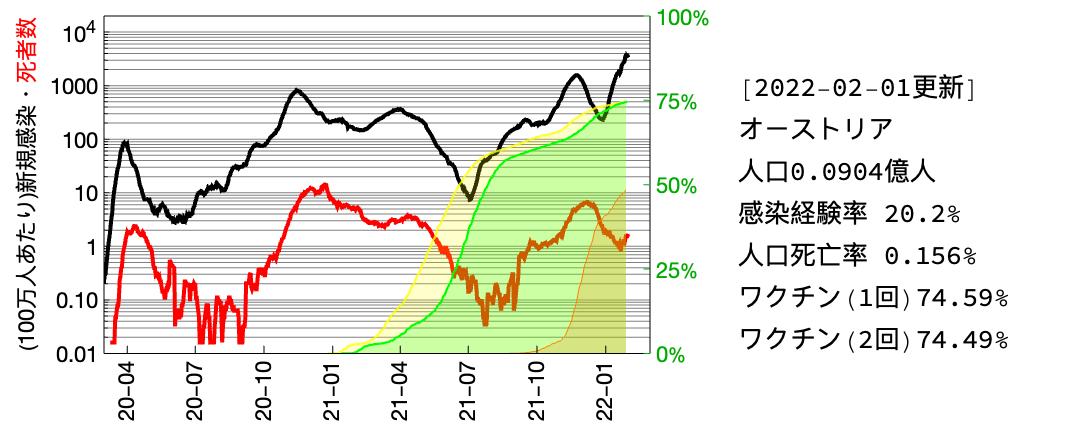 (100万人あたり)新規感染・死者数
10⁴
1000
100
10
1
0.10
0.01
100%
75%
50%
25%
0%
20-04
20-07
20-10
21-01
21-04
21-07
21-10
22-01
[2022-02-01更新]
オーストリア
人口0.0904億人
感染経験率 20.2%
人口死亡率 0.156%
ワクチン(1回)74.59%
ワクチン(2回)74.49%